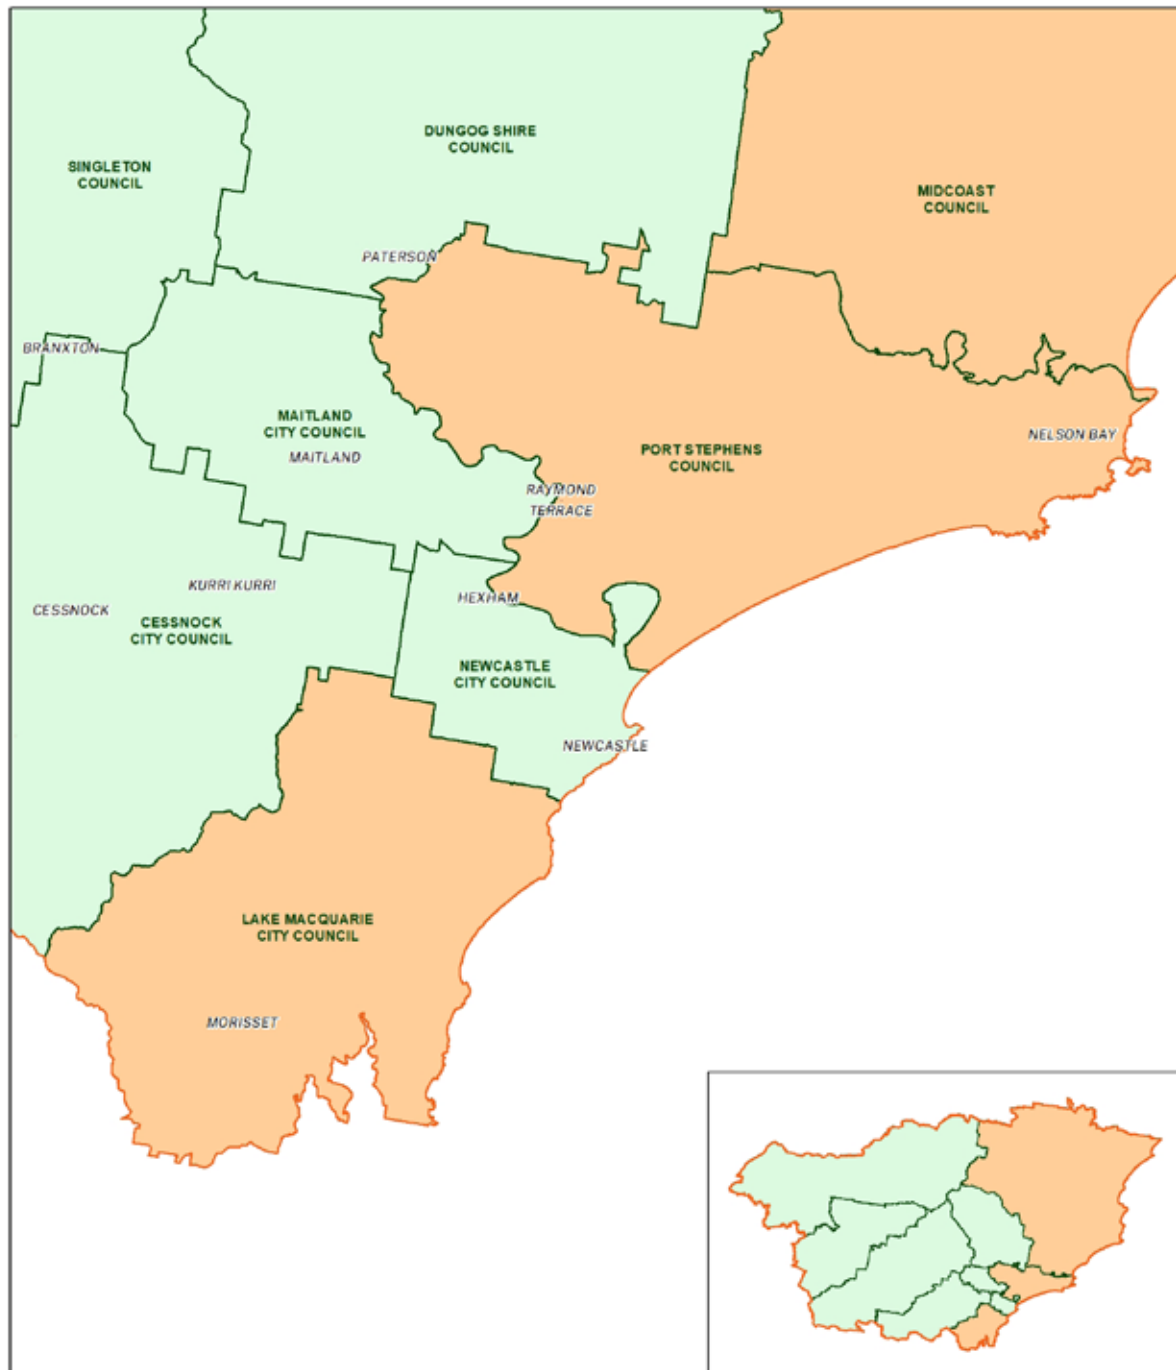 DUNGOG SHIRE
COUNCIL
SINGLETON
COUNCIL
MIDCOAST
COUNCIL
PATERSON
BRANXTON
MAITLAND
CITY COUNCIL
MAITLAND
NELSON BAY
PORT STEPHENS
COUNCIL
RAYMOND
TERRACE
KURRI KURRI
HEXHAM
CESSNOCK
CESSNOCK
CITY COUNCIL
NEWCASTLE
CITY COUNCIL
NEWCASTLE
LAKE MACQUARIE
CITY COUNCIL
MORISSET